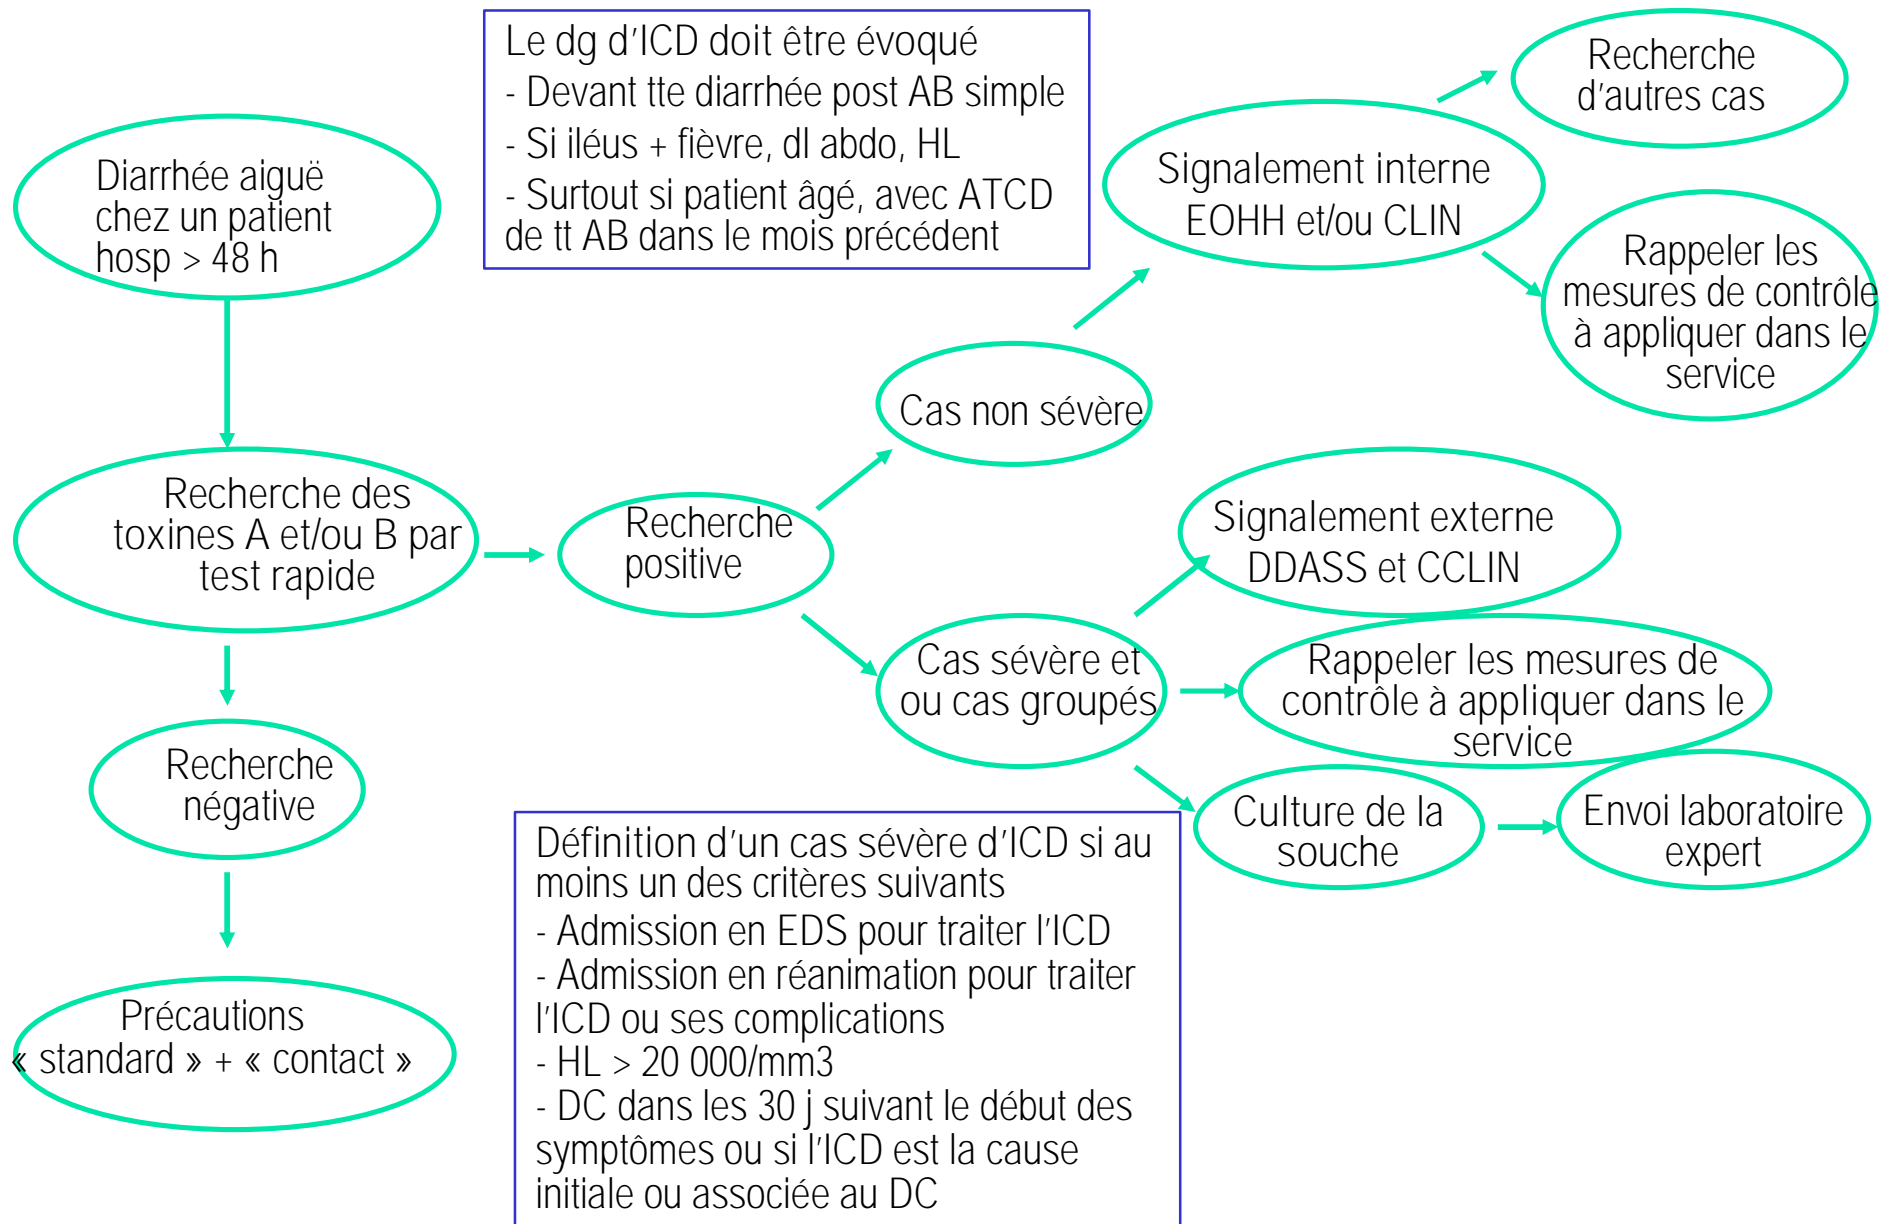 Le dg d'ICD doit être évoqué
- Devant tte diarrhée post AB simple
- Si iléus + fièvre, dl abdo, HL
- Surtout si patient âgé, avec ATCD
de tt AB dans le mois précédent
Diarrhée aiguë
chez un patient
hosp > 48 h
Recherche des
toxines A et/ou B par
test rapide
Recherche
négative
Précautions
« standard » + « contact »
Recherche
positive
Cas non sévère
Signalement interne
EOHH et/ou CLIN
Recherche
d'autres cas
Rappeler les
mesures de contrôle
à appliquer dans le
service
Cas sévère et
ou cas groupés
Signalement externe
DDASS et CCLIN
Rappeler les mesures de
contrôle à appliquer dans le
service
Culture de la
souche
Envoi laboratoire
expert
Définition d'un cas sévère d'ICD si au
moins un des critères suivants
- Admission en EDS pour traiter l'ICD
- Admission en réanimation pour traiter
l'ICD ou ses complications
- HL > 20 000/mm3
- DC dans les 30 j suivant le début des
symptômes ou si l'ICD est la cause
initiale ou associée au DC